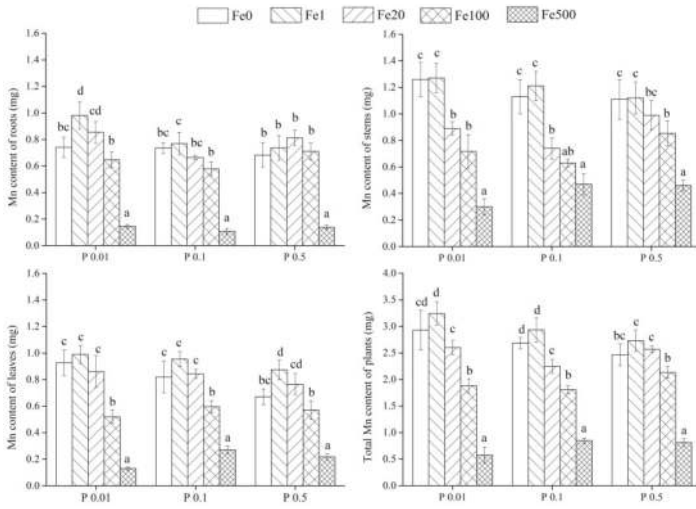 Fe0 Fe1 Fe20 Fe100 Fe500
Mn content of roots (mg)
1.6
1.4
1.2
1.0
0.8
0.6
0.4
0.2
0.0
bc d cd b a
bc c bc b a
b b b b a
P 0.01 P 0.1 P 0.5
Mn content of stems (mg)
1.6
1.4
1.2
1.0
0.8
0.6
0.4
0.2
0.0
c c b b a
c c b ab a
c c bc b a
P 0.01 P 0.1 P 0.5
Mn content of leaves (mg)
1.6
1.4
1.2
1.0
0.8
0.6
0.4
0.2
0.0
c c c b a
c c c b a
bc d cd b a
P 0.01 P 0.1 P 0.5
Total Mn content of plants (mg)
4.0
3.5
3.0
2.5
2.0
1.5
1.0
0.5
0.0
cd d c b a
d d c b a
bc c c b a
P 0.01 P 0.1 P 0.5